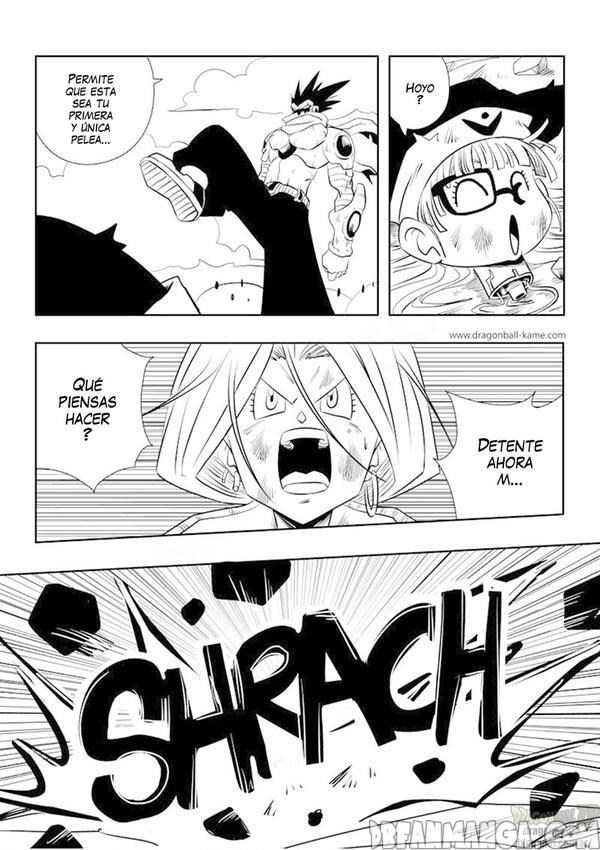 Permite
que esta
sea tu
primera
y única
pelea...
Hoyo
?
www.dragonball-kame.com
Qué
piensas
hacer
?
Detente
ahora
m...
SHRACH
DBFANMANGA.COM